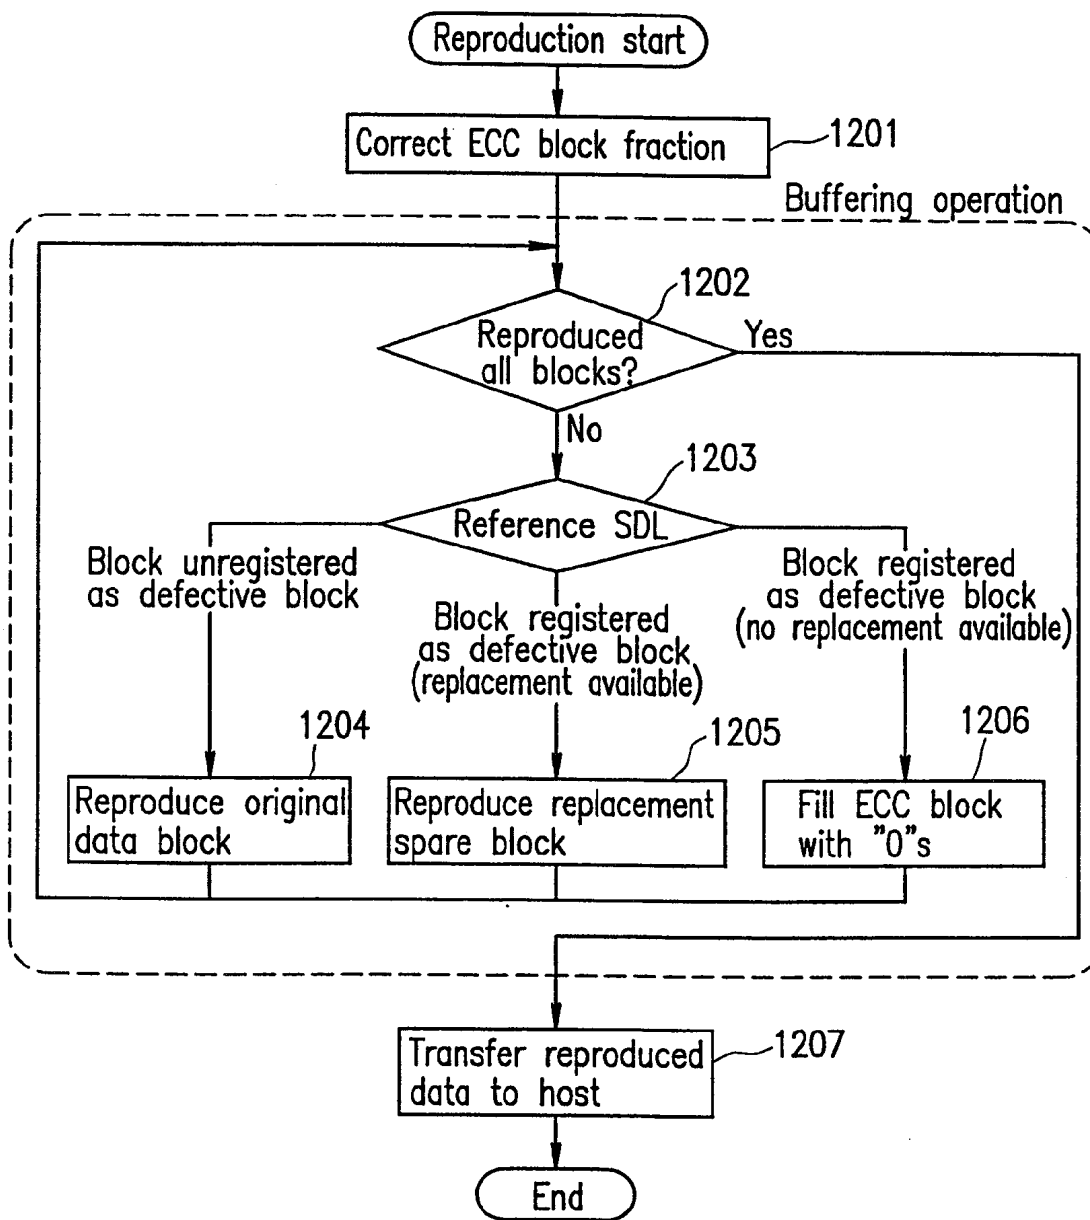 Reproduction start
Correct ECC block fraction
1201
Buffering operation
1202
Reproduced
all blocks?
Yes
No
1203
Reference SDL
Block unregistered
as defective block
Block registered
as defective block
(replacement available)
Block registered
as defective block
(no replacement available)
1204
Reproduce original
data block
1205
Reproduce replacement
spare block
1206
Fill ECC block
with "0"s
Transfer reproduced
data to host
1207
End